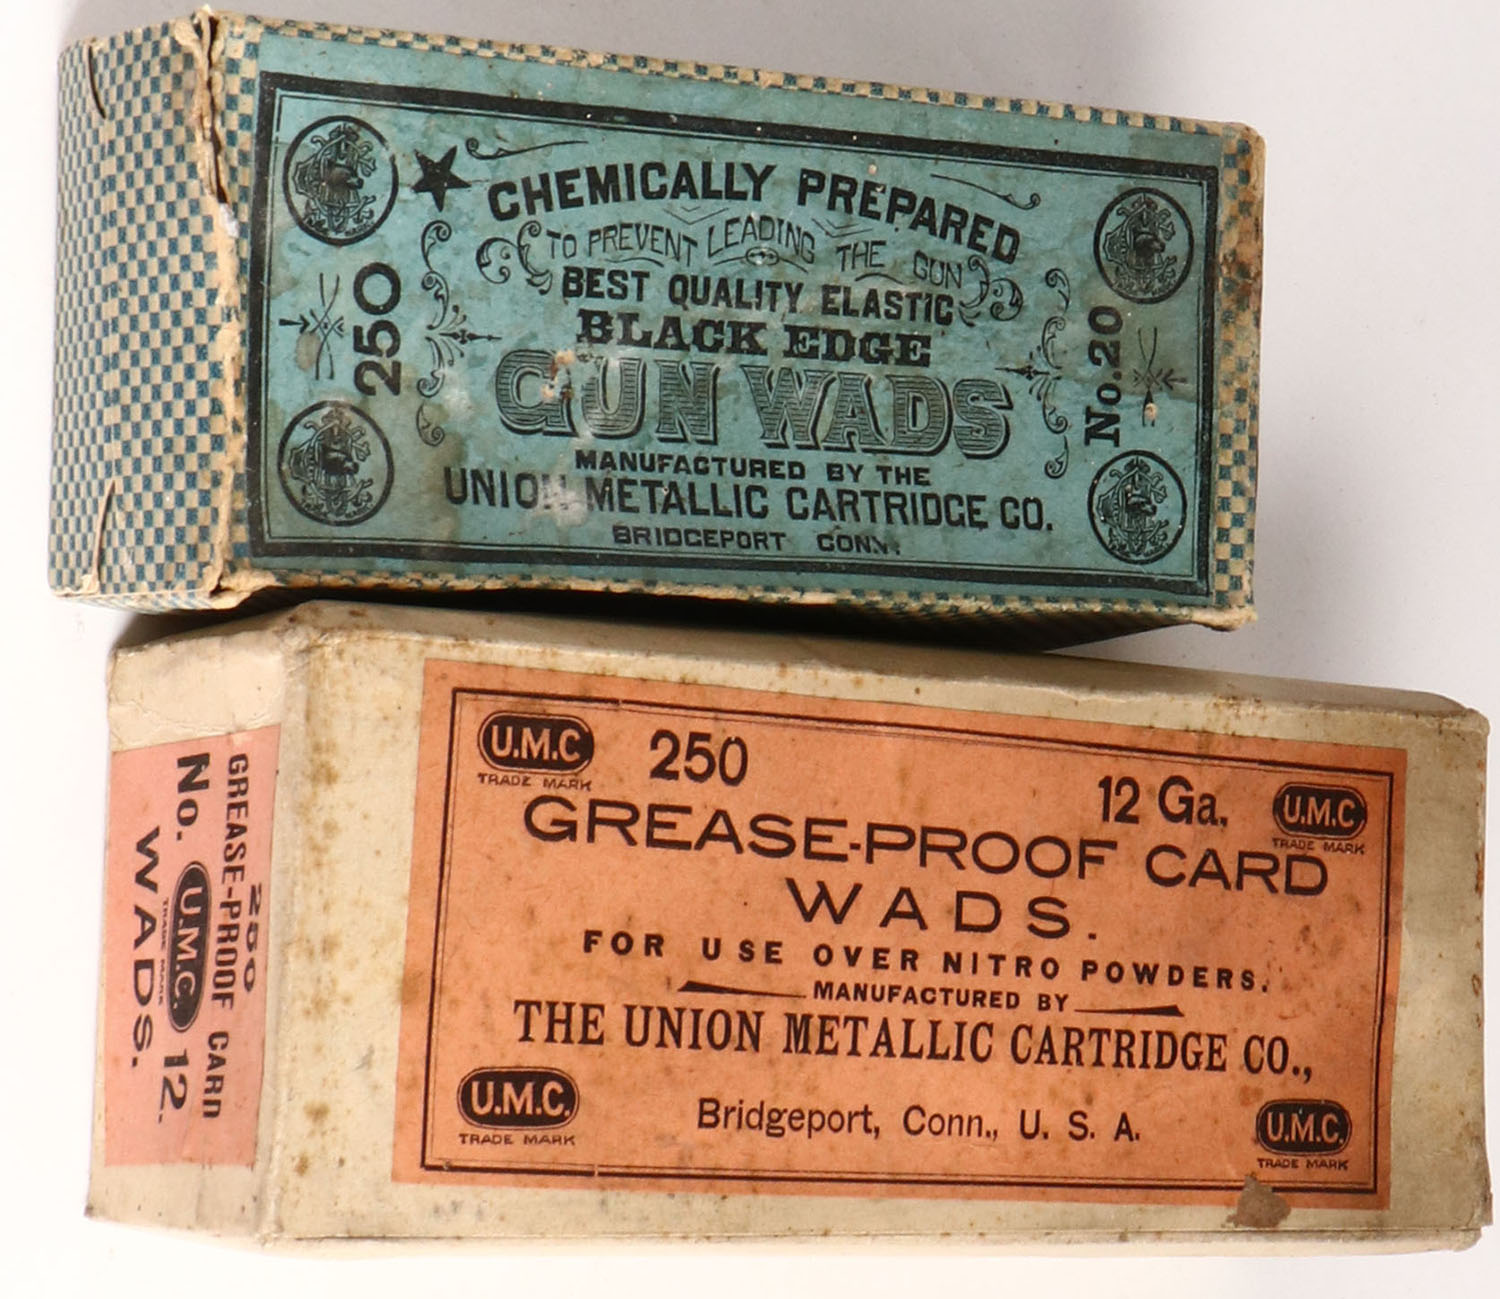 CHEMICALLY PREPARED
TO PREVENT LEADING THE GUN
BEST QUALITY ELASTIC
BLACK EDGE
GUN WADS
MANUFACTURED BY THE
UNION METALLIC CARTRIDGE CO.
BRIDGEPORT CONN.
250
No. 20
U.M.C
TRADE MARK
250
12 Ga.
U.M.C
TRADE MARK
GREASE-PROOF CARD
WADS.
FOR USE OVER NITRO POWDERS.
MANUFACTURED BY
THE UNION METALLIC CARTRIDGE CO.,
Bridgeport, Conn., U. S. A.
U.M.C.
TRADE MARK
U.M.C.
TRADE MARK
250
GREASE-PROOF CARD
No. U.M.C. 12.
TRADE MARK
WADS.